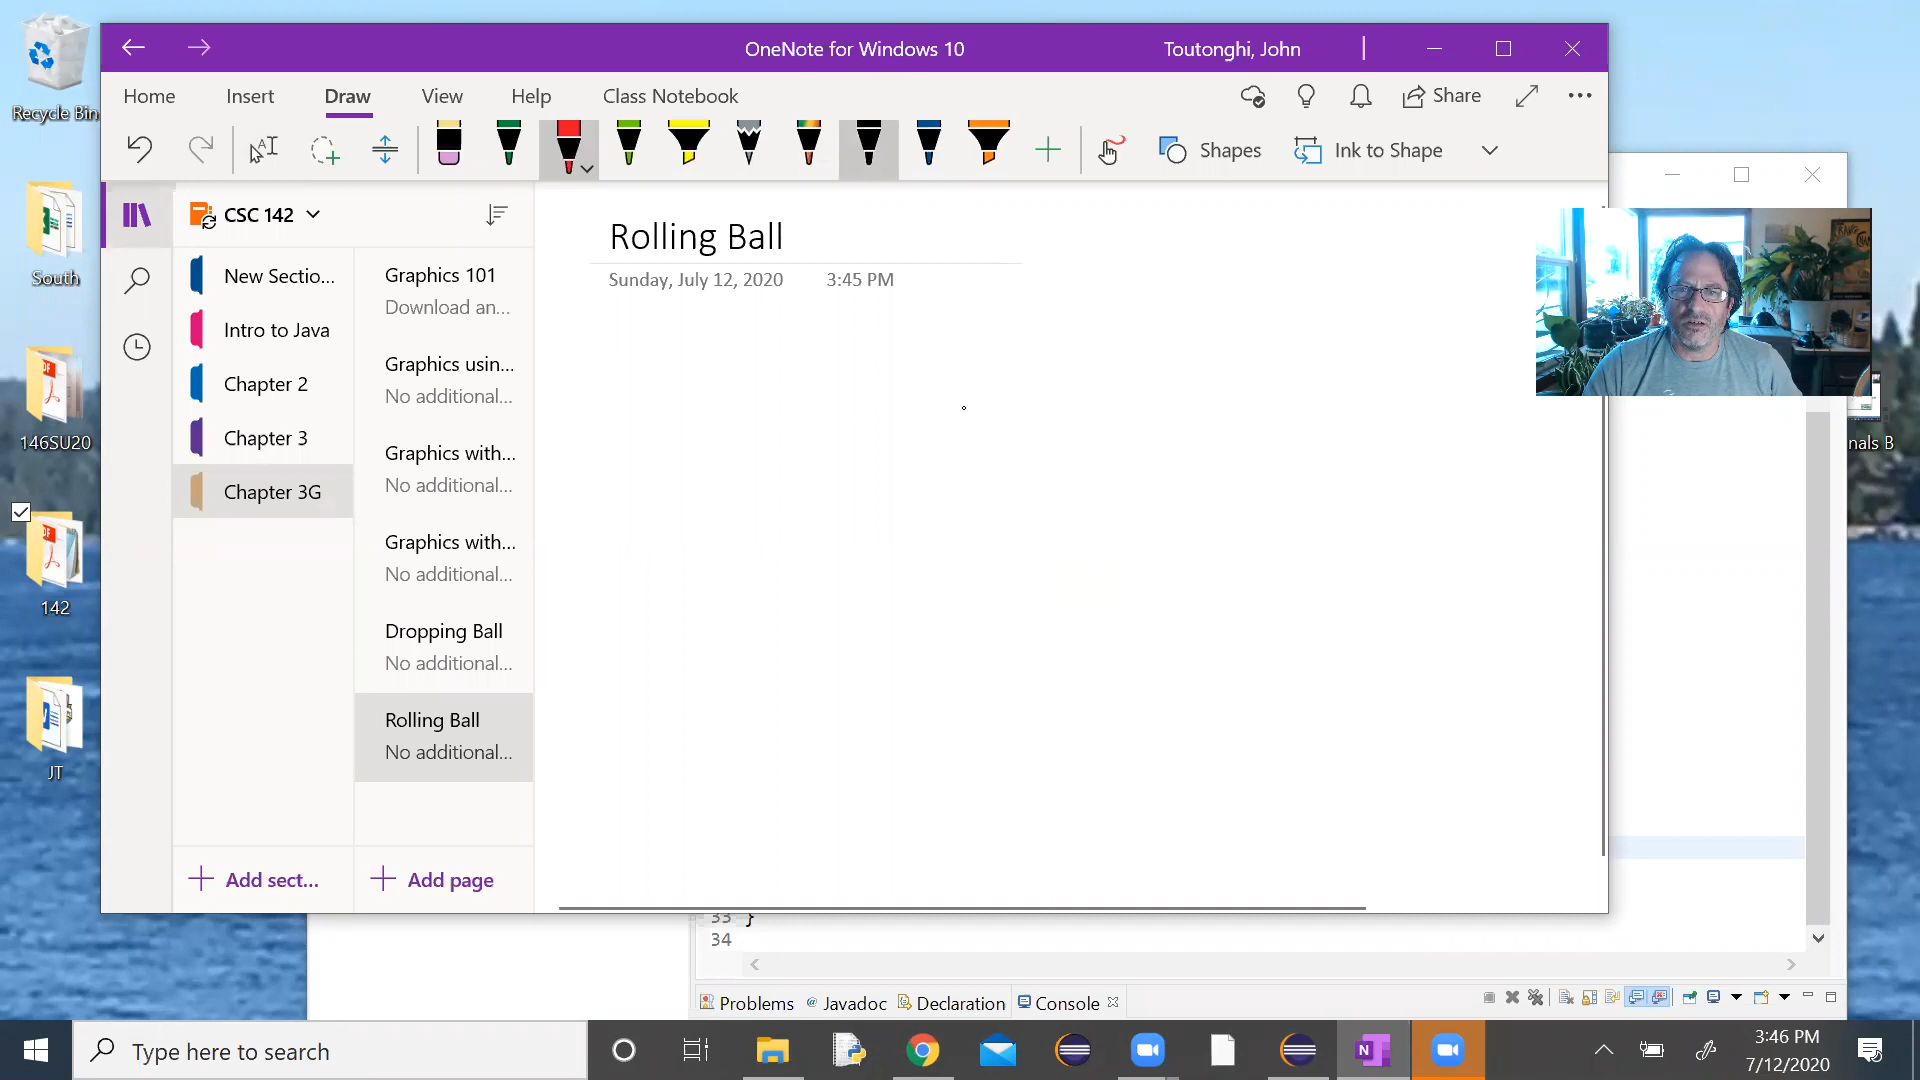 Recycle Bin
South
146SU20
142
JT
OneNote for Windows 10
Toutonghi, John
Home
Insert
Draw
View
Help
Class Notebook
Share
Shapes
Ink to Shape
CSC 142
New Sectio...
Intro to Java
Chapter 2
Chapter 3
Chapter 3G
Add sect...
Graphics 101
Download an...
Graphics usin...
No additional...
Graphics with...
No additional...
Graphics with...
No additional...
Dropping Ball
No additional...
Rolling Ball
No additional...
Add page
Rolling Ball
Sunday, July 12, 2020 3:45 PM
nals B
33 }
34
Problems
@ Javadoc
Declaration
Console
Type here to search
3:46 PM
7/12/2020